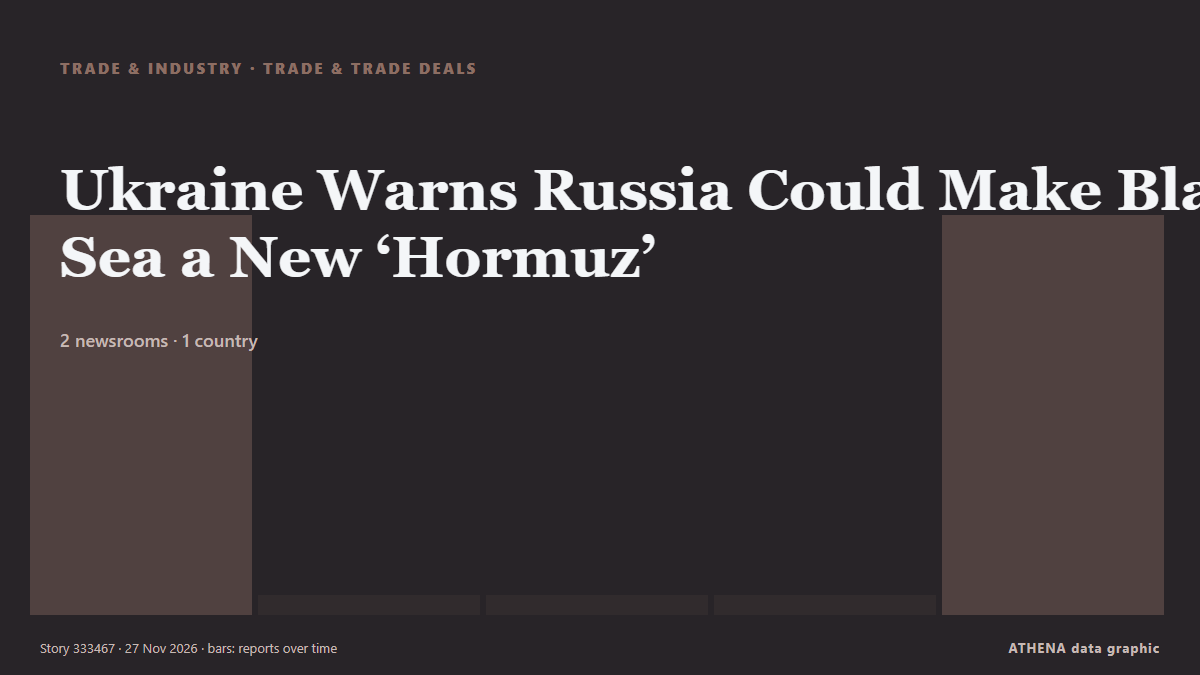 TRADE & INDUSTRY · TRADE & TRADE DEALS
Ukraine Warns Russia Could Make Bla
Sea a New ‘Hormuz’
2 newsrooms · 1 country
Story 333467 · 27 Nov 2026 · bars: reports over time
ATHENA data graphic